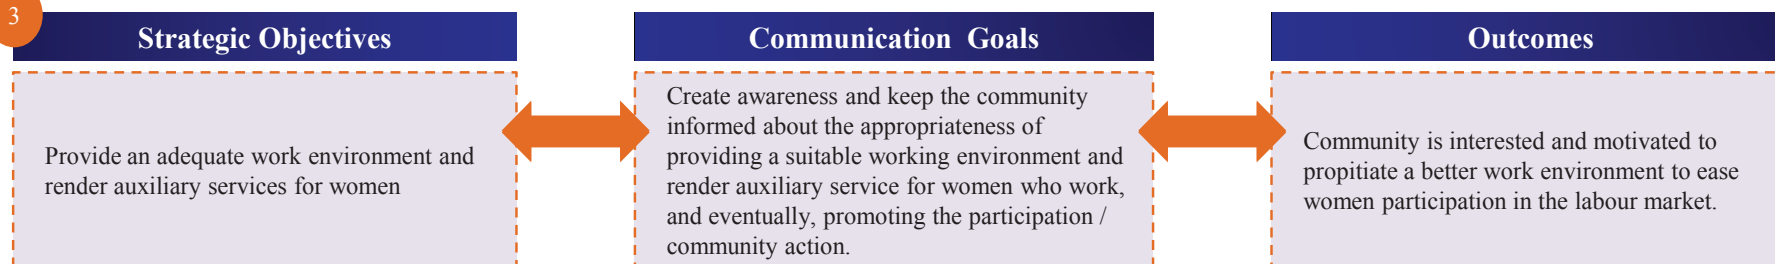 3
Strategic Objectives
Provide an adequate work environment and
render auxiliary services for women
Communication Goals
Create awareness and keep the community
informed about the appropriateness of
providing a suitable working environment and
render auxiliary service for women who work,
and eventually, promoting the participation /
community action.
Outcomes
Community is interested and motivated to
propitiate a better work environment to ease
women participation in the labour market.